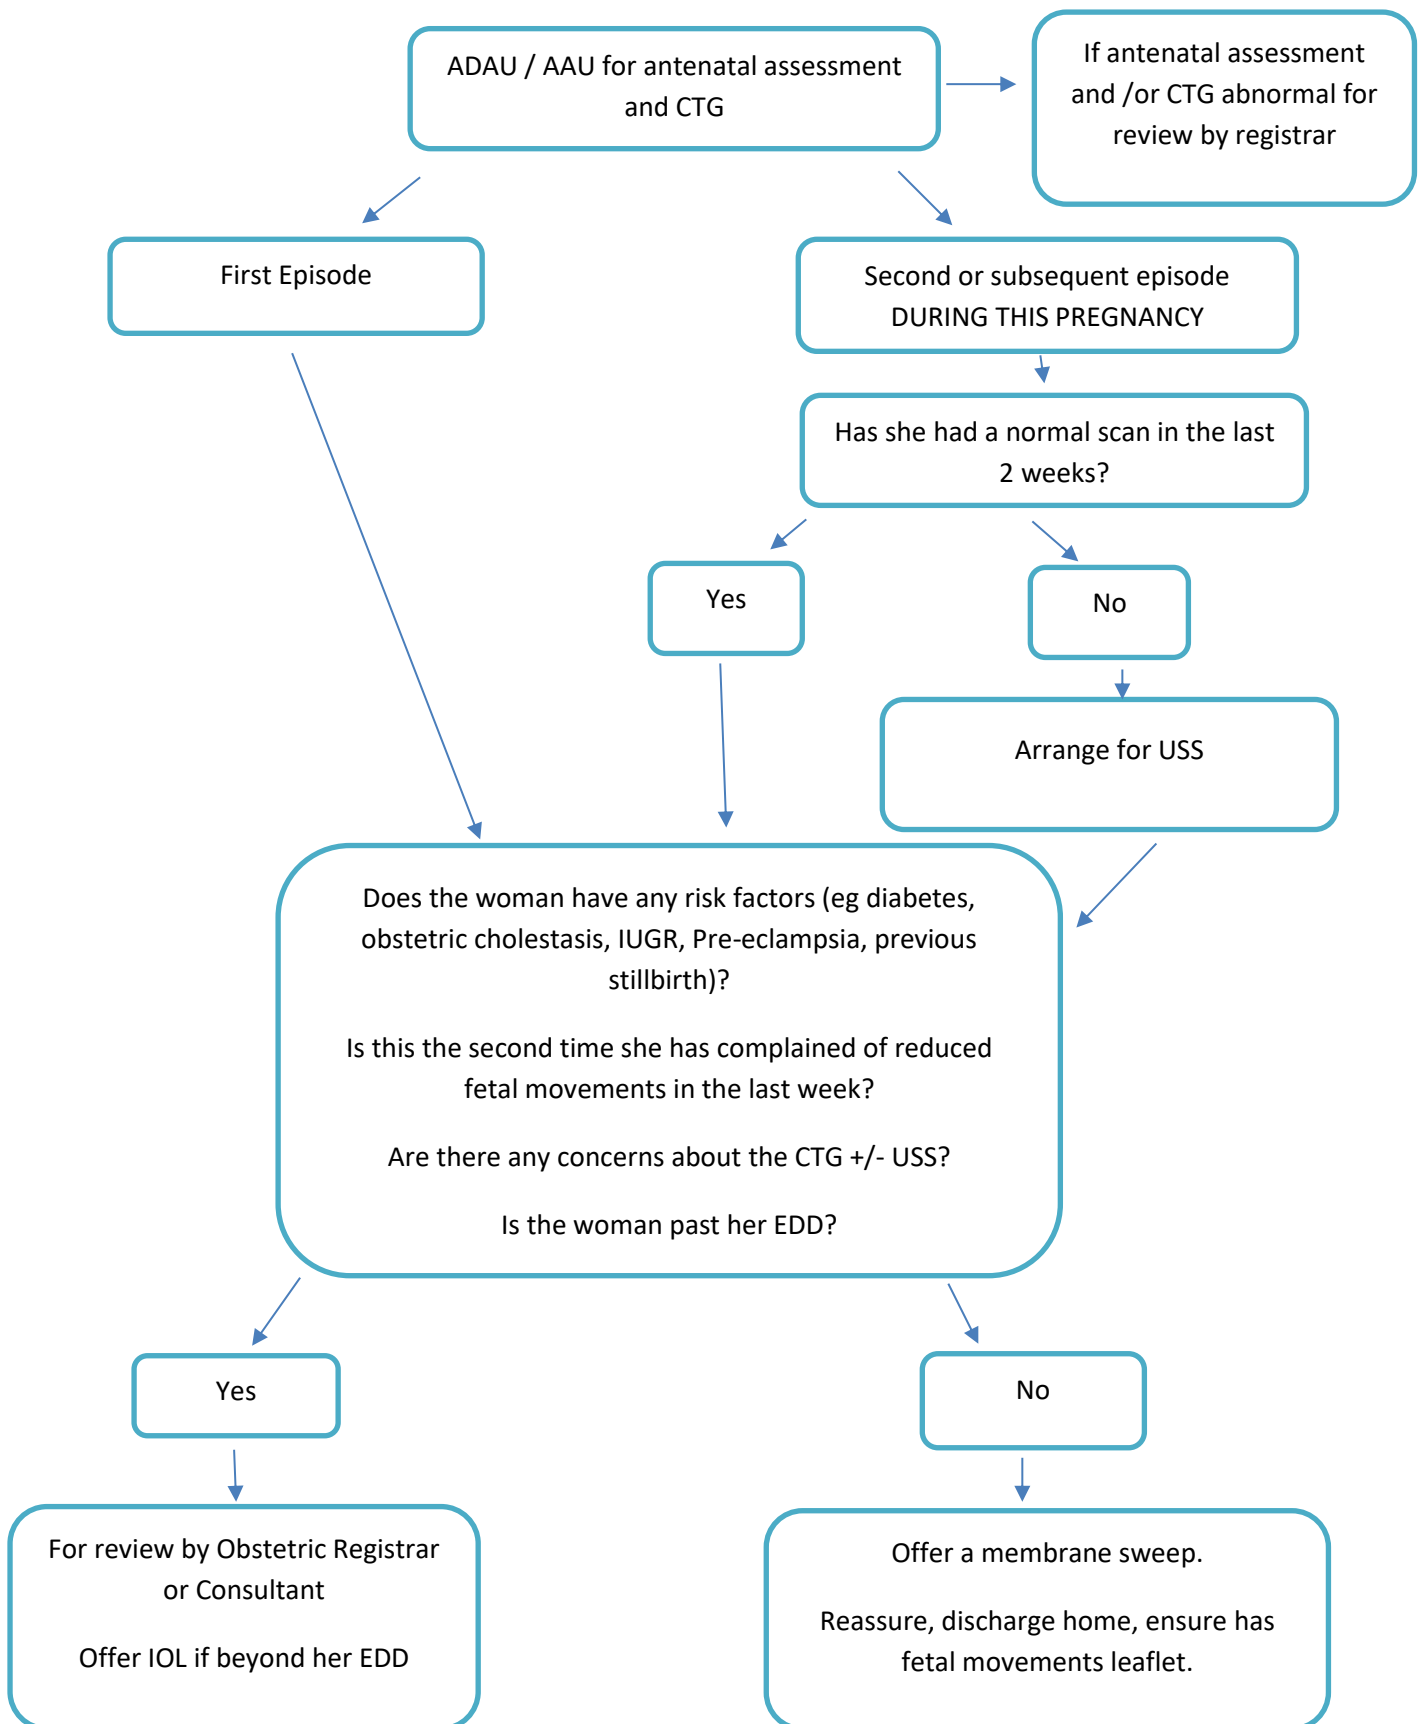 ADAU / AAU for antenatal assessment
and CTG
If antenatal assessment
and /or CTG abnormal for
review by registrar
First Episode
Second or subsequent episode
DURING THIS PREGNANCY
Has she had a normal scan in the last
2 weeks?
Yes
No
Arrange for USS
Does the woman have any risk factors (eg diabetes,
obstetric cholestasis, IUGR, Pre-eclampsia, previous
stillbirth)?
Is this the second time she has complained of reduced
fetal movements in the last week?
Are there any concerns about the CTG +/- USS?
Is the woman past her EDD?
Yes
No
For review by Obstetric Registrar
or Consultant
Offer IOL if beyond her EDD
Offer a membrane sweep.
Reassure, discharge home, ensure has
fetal movements leaflet.